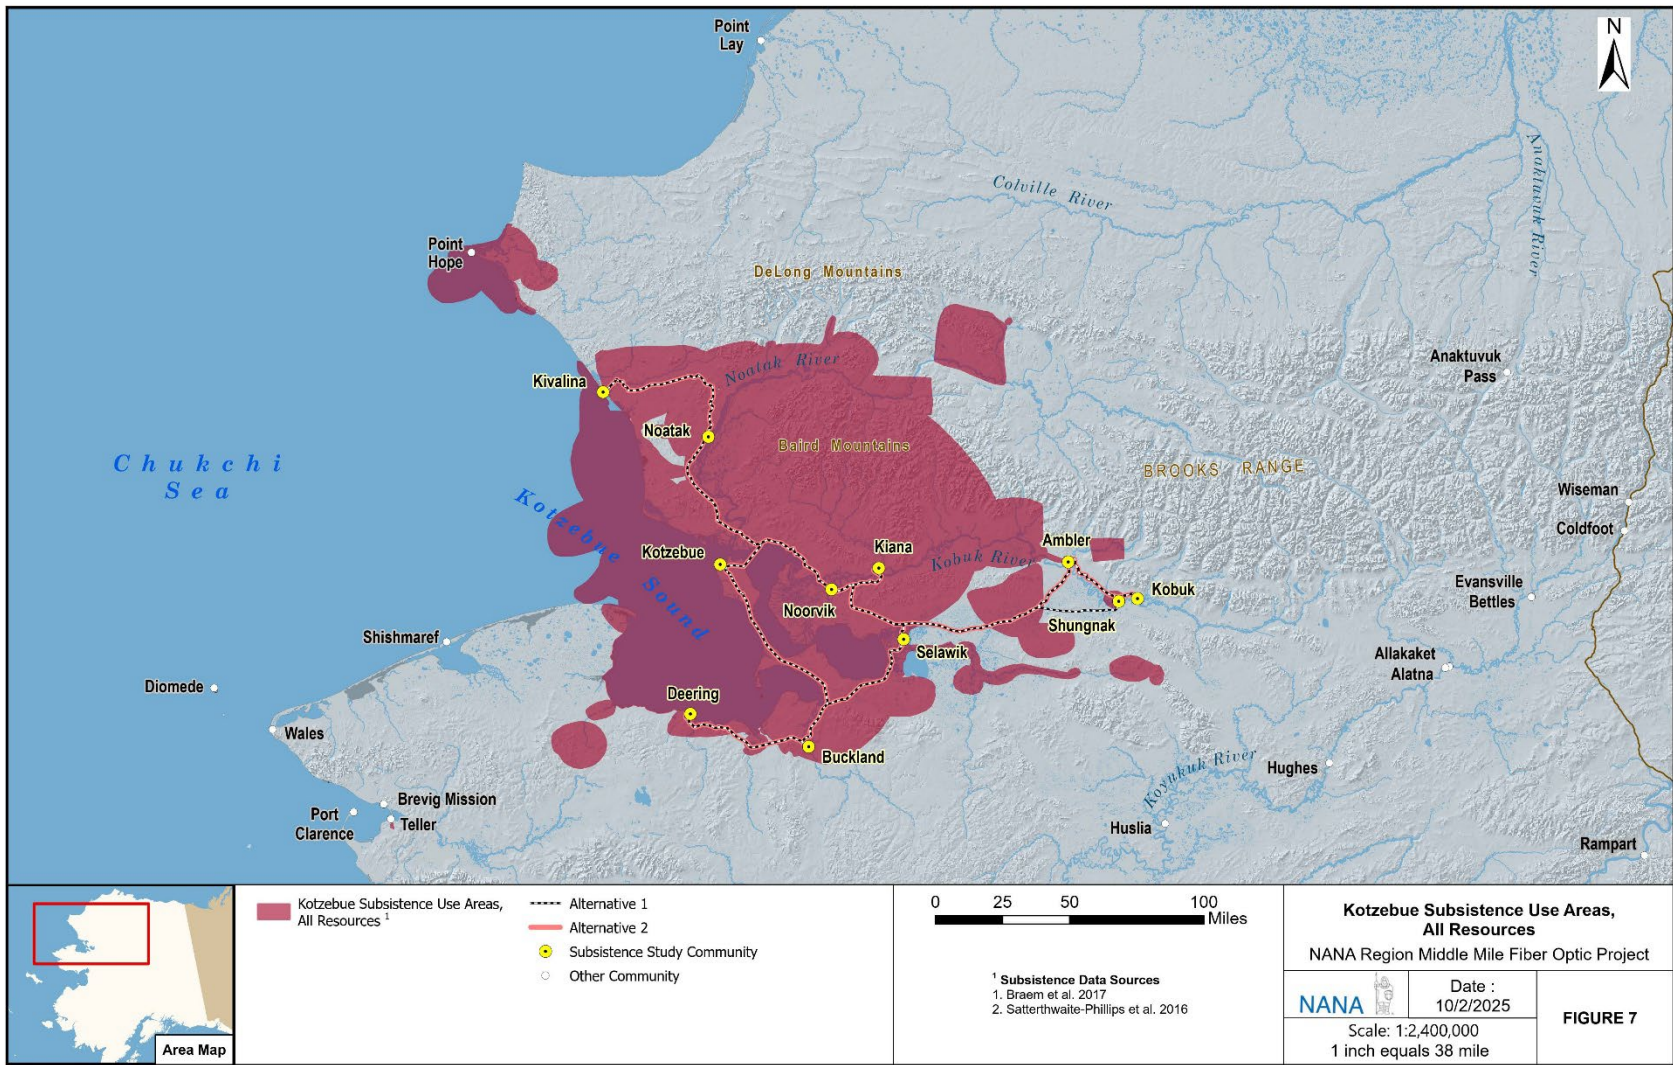 Point
Lay
N
Anaktuvuk River
Colville River
Point
Hope
DeLong Mountains
Noatak River
Anaktuvuk
Pass
Kivalina
Noatak
Baird Mountains
Chukchi
Sea
BROOKS RANGE
Wiseman
Coldfoot
Kotzebue Sound
Kotzebue
Kiana
Kobuk River
Ambler
Noorvik
Kobuk
Shungnak
Evansville
Bettles
Shishmaref
Selawik
Allakaket
Alatna
Diomede
Deering
Wales
Buckland
Koyukuk River
Hughes
Brevig Mission
Port
Clarence
Teller
Huslia
Rampart
Area Map
Kotzebue Subsistence Use Areas,
All Resources 1
Alternative 1
Alternative 2
Subsistence Study Community
Other Community
0 25 50 100
Miles
1 Subsistence Data Sources
1. Braem et al. 2017
2. Satterthwaite-Phillips et al. 2016
Kotzebue Subsistence Use Areas,
All Resources
NANA Region Middle Mile Fiber Optic Project
NANA
Date :
10/2/2025
Scale: 1:2,400,000
1 inch equals 38 mile
FIGURE 7